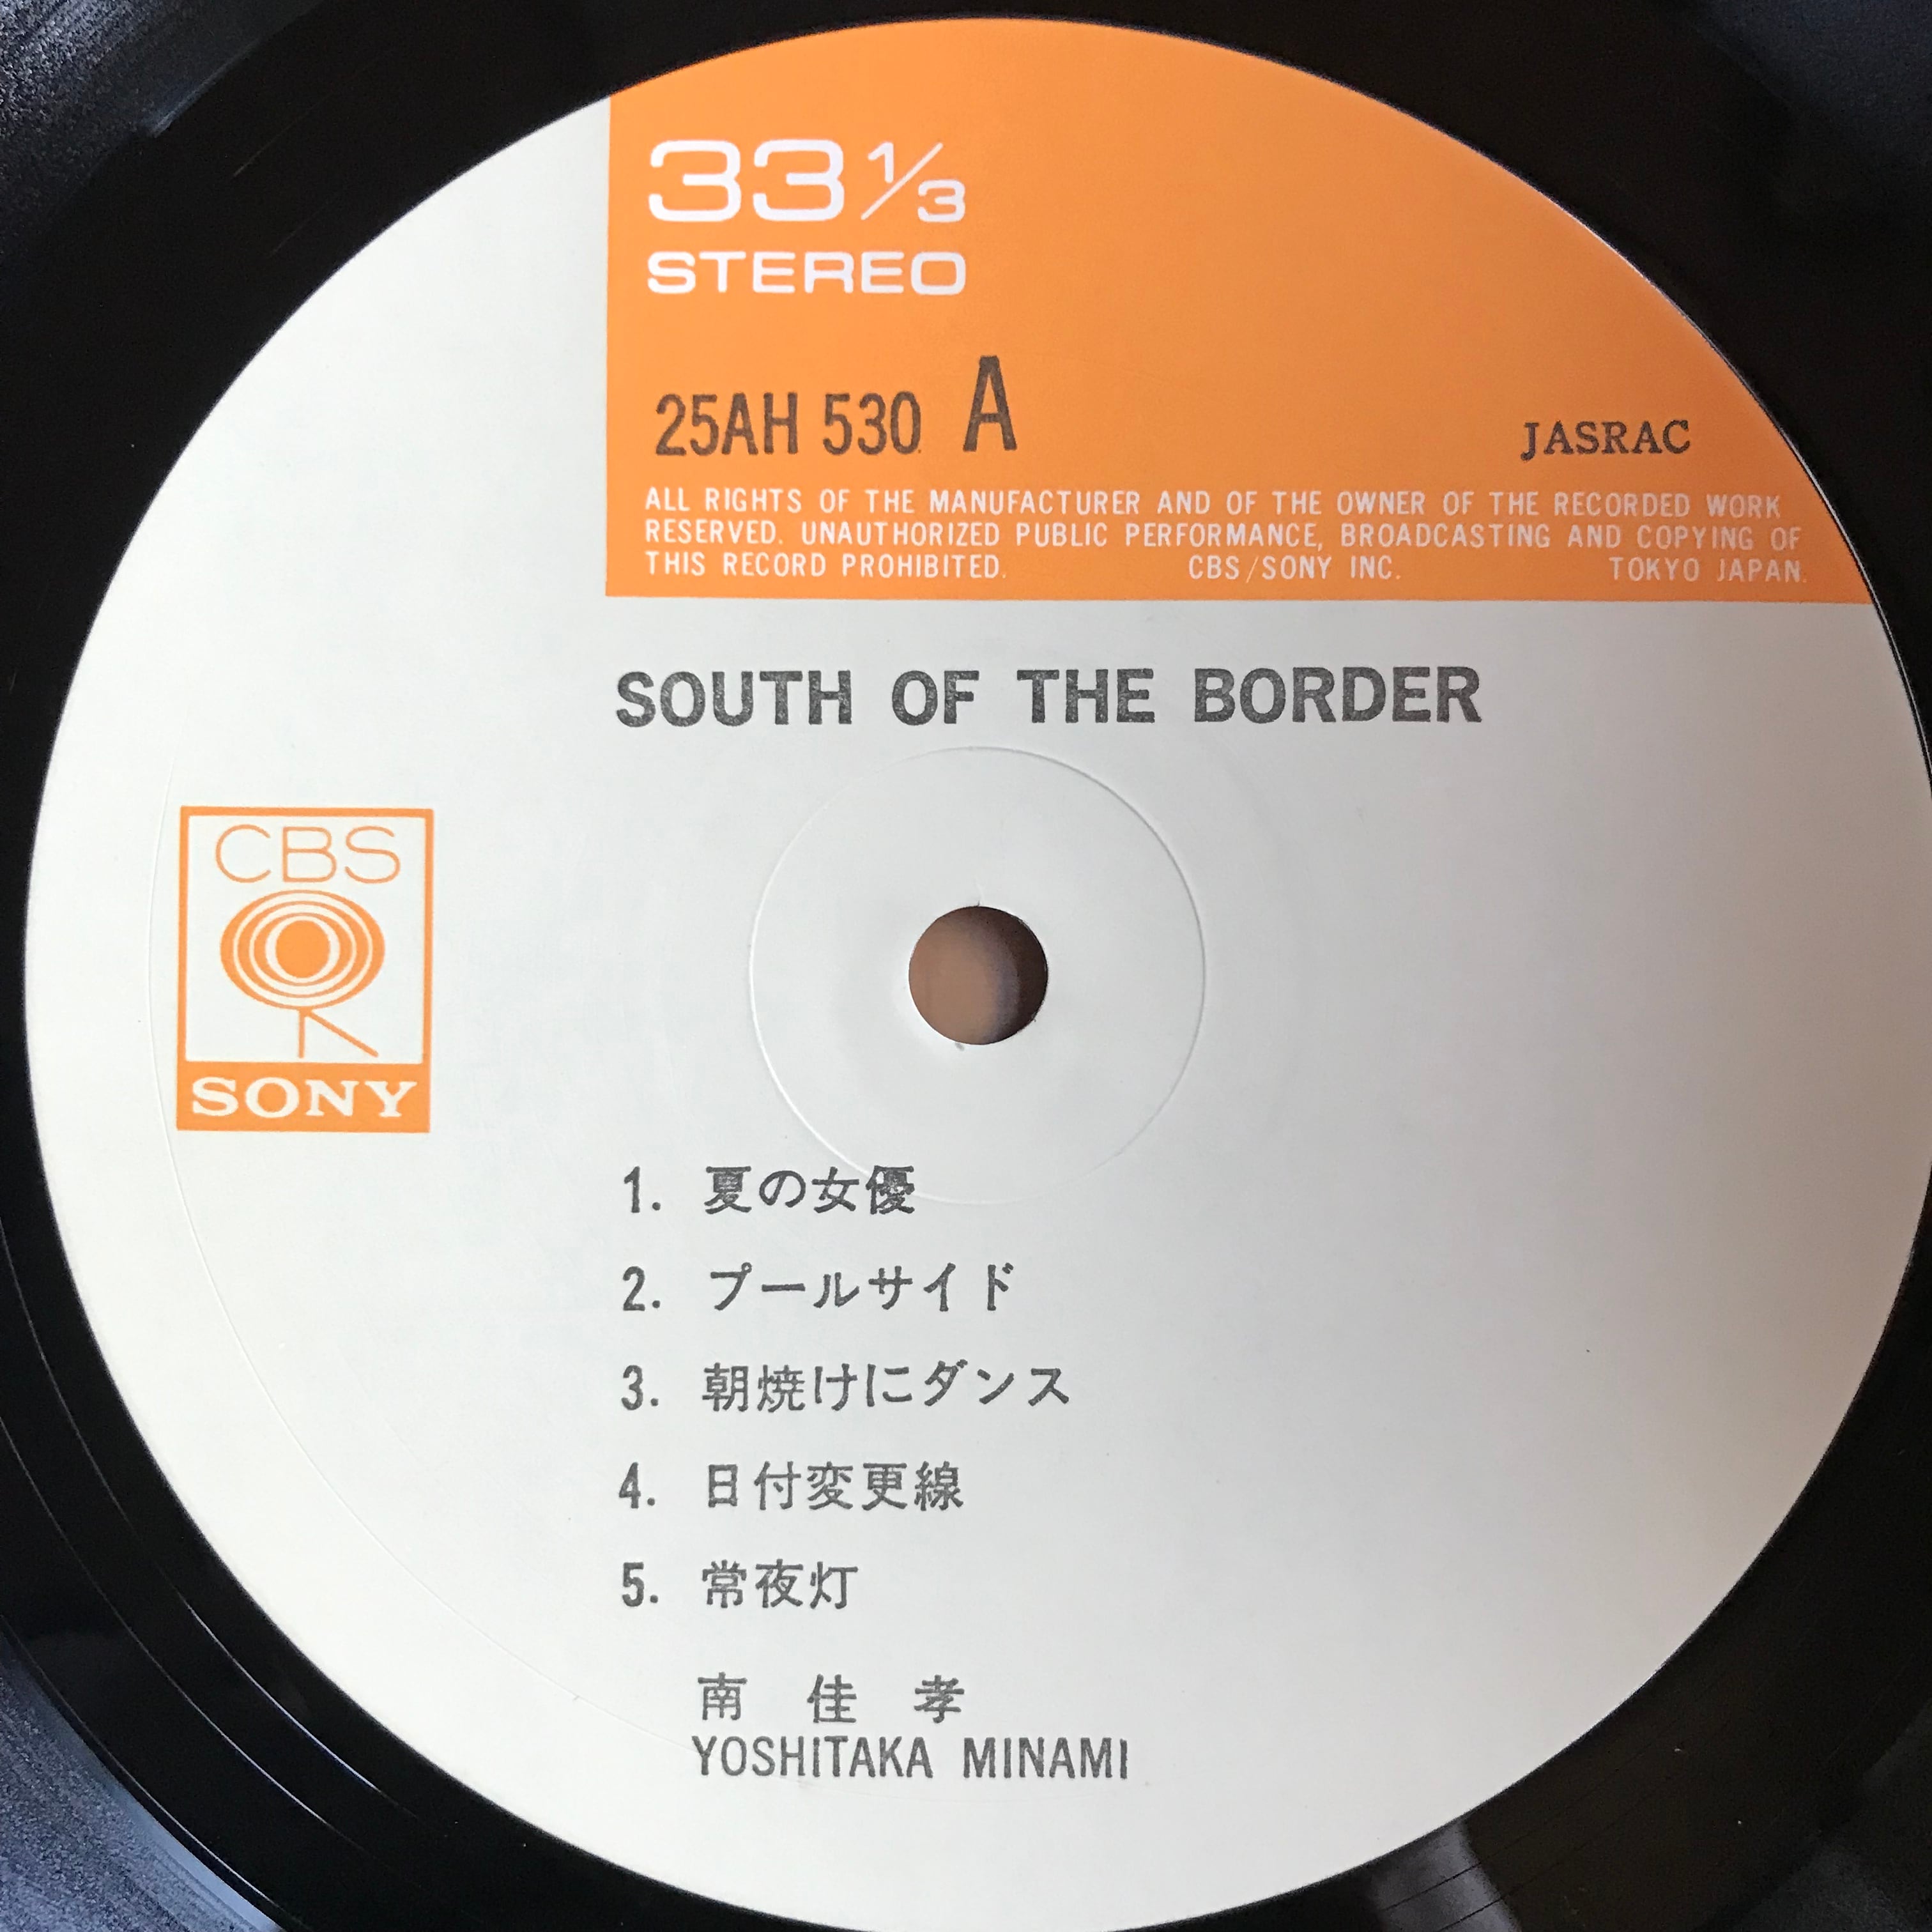 33 1/3
STEREO
25AH 530 A
JASRAC
ALL RIGHTS OF THE MANUFACTURER AND OF THE OWNER OF THE RECORDED WORK
RESERVED. UNAUTHORIZED PUBLIC PERFORMANCE, BROADCASTING AND COPYING OF
THIS RECORD PROHIBITED. CBS/SONY INC. TOKYO JAPAN.
SOUTH OF THE BORDER
CBS
SONY
1. 夏の女優
2. プールサイド
3. 朝焼けにダンス
4. 日付変更線
5. 常夜灯
南 佳 孝
YOSHITAKA MINAMI